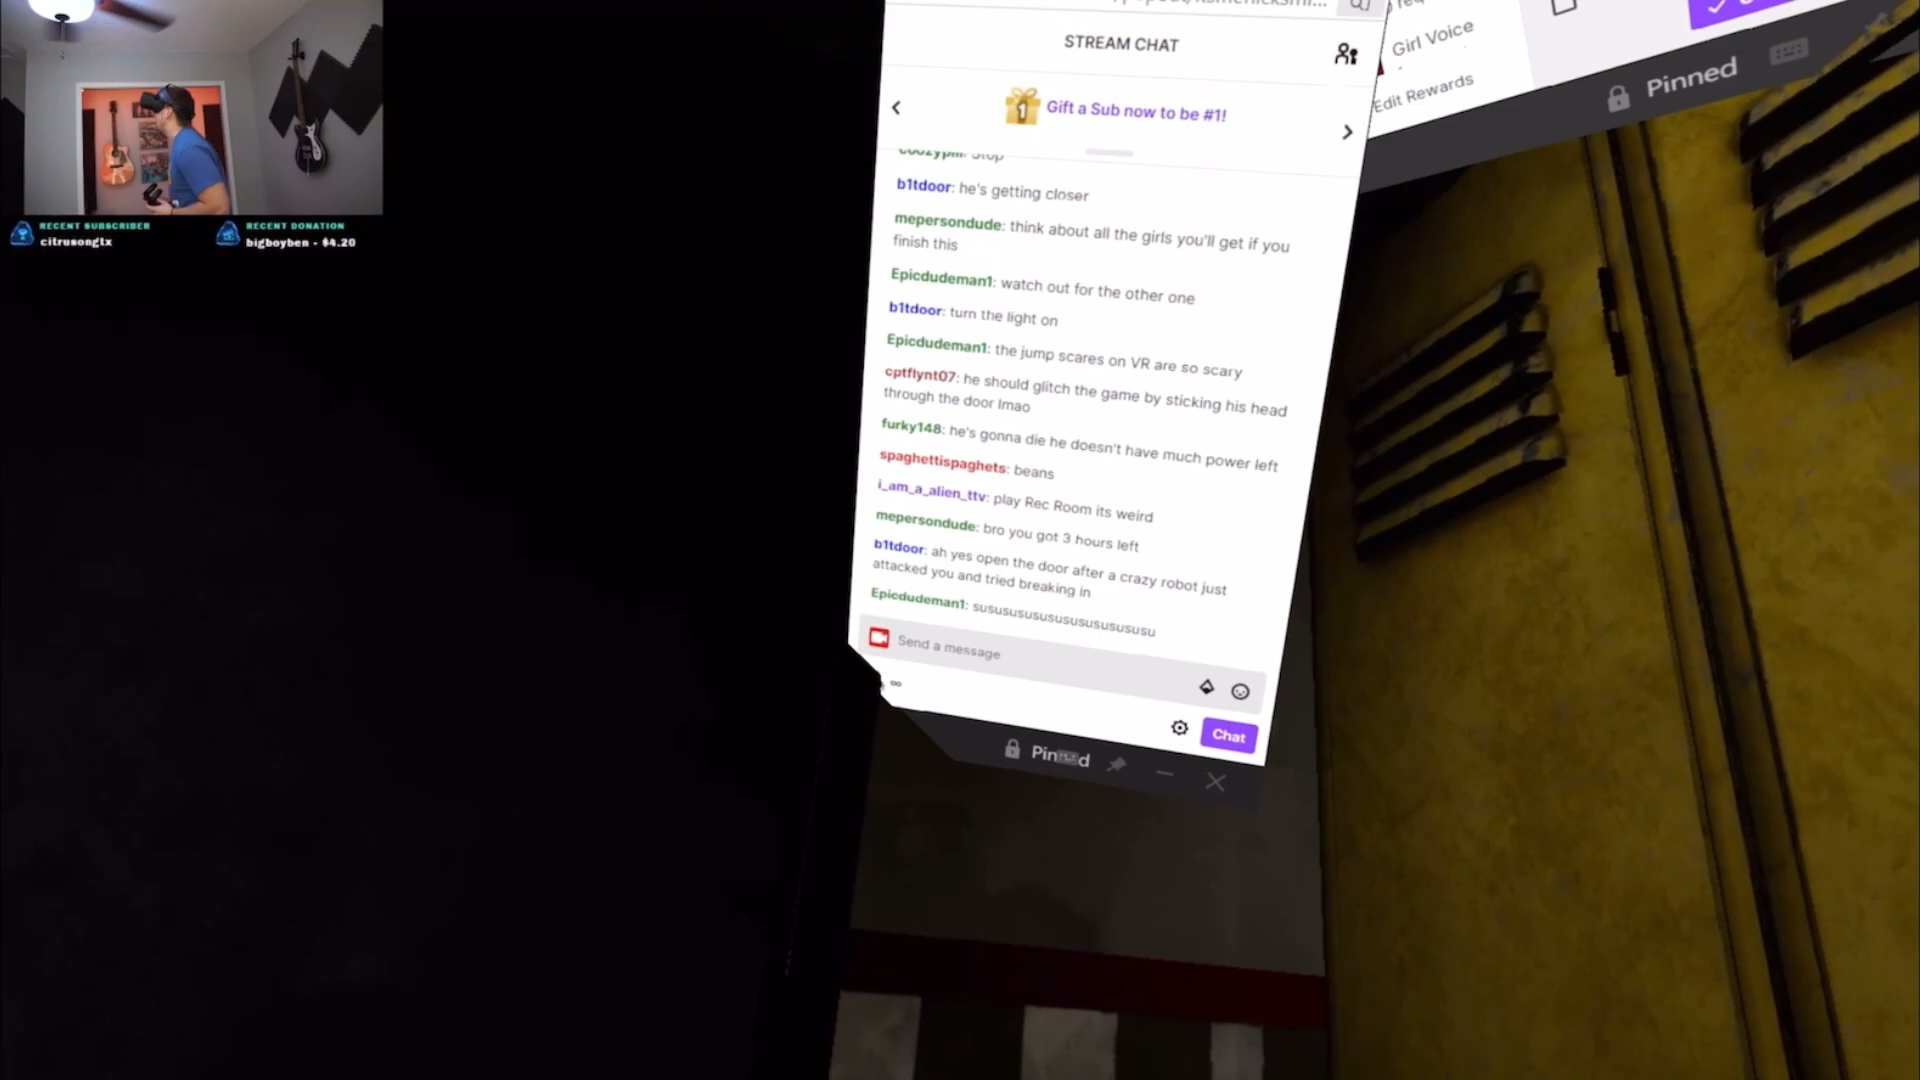 RECENT SUBSCRIBER
citrusongtx
RECENT DONATION
bigboyben - $4.20
STREAM CHAT
1
Gift a Sub now to be #1!
Stop
b1tdoor: he's getting closer
mepersondude: think about all the girls you'll get if you
finish this
Epicdudeman1: watch out for the other one
b1tdoor: turn the light on
Epicdudeman1: the jump scares on VR are so scary
cptflynt07: he should glitch the game by sticking his head
through the door lmao
furky148: he's gonna die he doesn't have much power left
spaghettispaghets: beans
i_am_a_alien_ttv: play Rec Room its weird
mepersondude: bro you got 3 hours left
b1tdoor: ah yes open the door after a crazy robot just
attacked you and tried breaking in
Epicdudeman1: susususususususususususu
Send a message
∞
Chat
Pinned
Girl Voice
Edit Rewards
Pinned